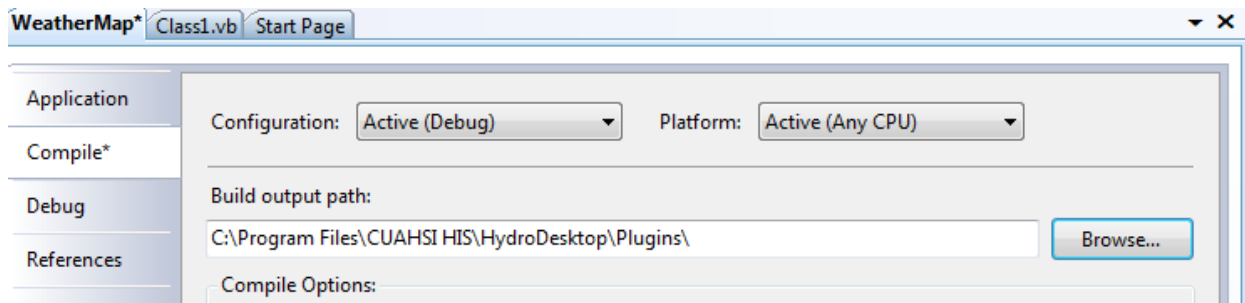 WeatherMap* Class1.vb Start Page
Application
Configuration: Active (Debug) Platform: Active (Any CPU)
Compile*
Build output path:
Debug
C:\Program Files\CUAHSI HIS\HydroDesktop\Plugins\ Browse...
References
Compile Options: